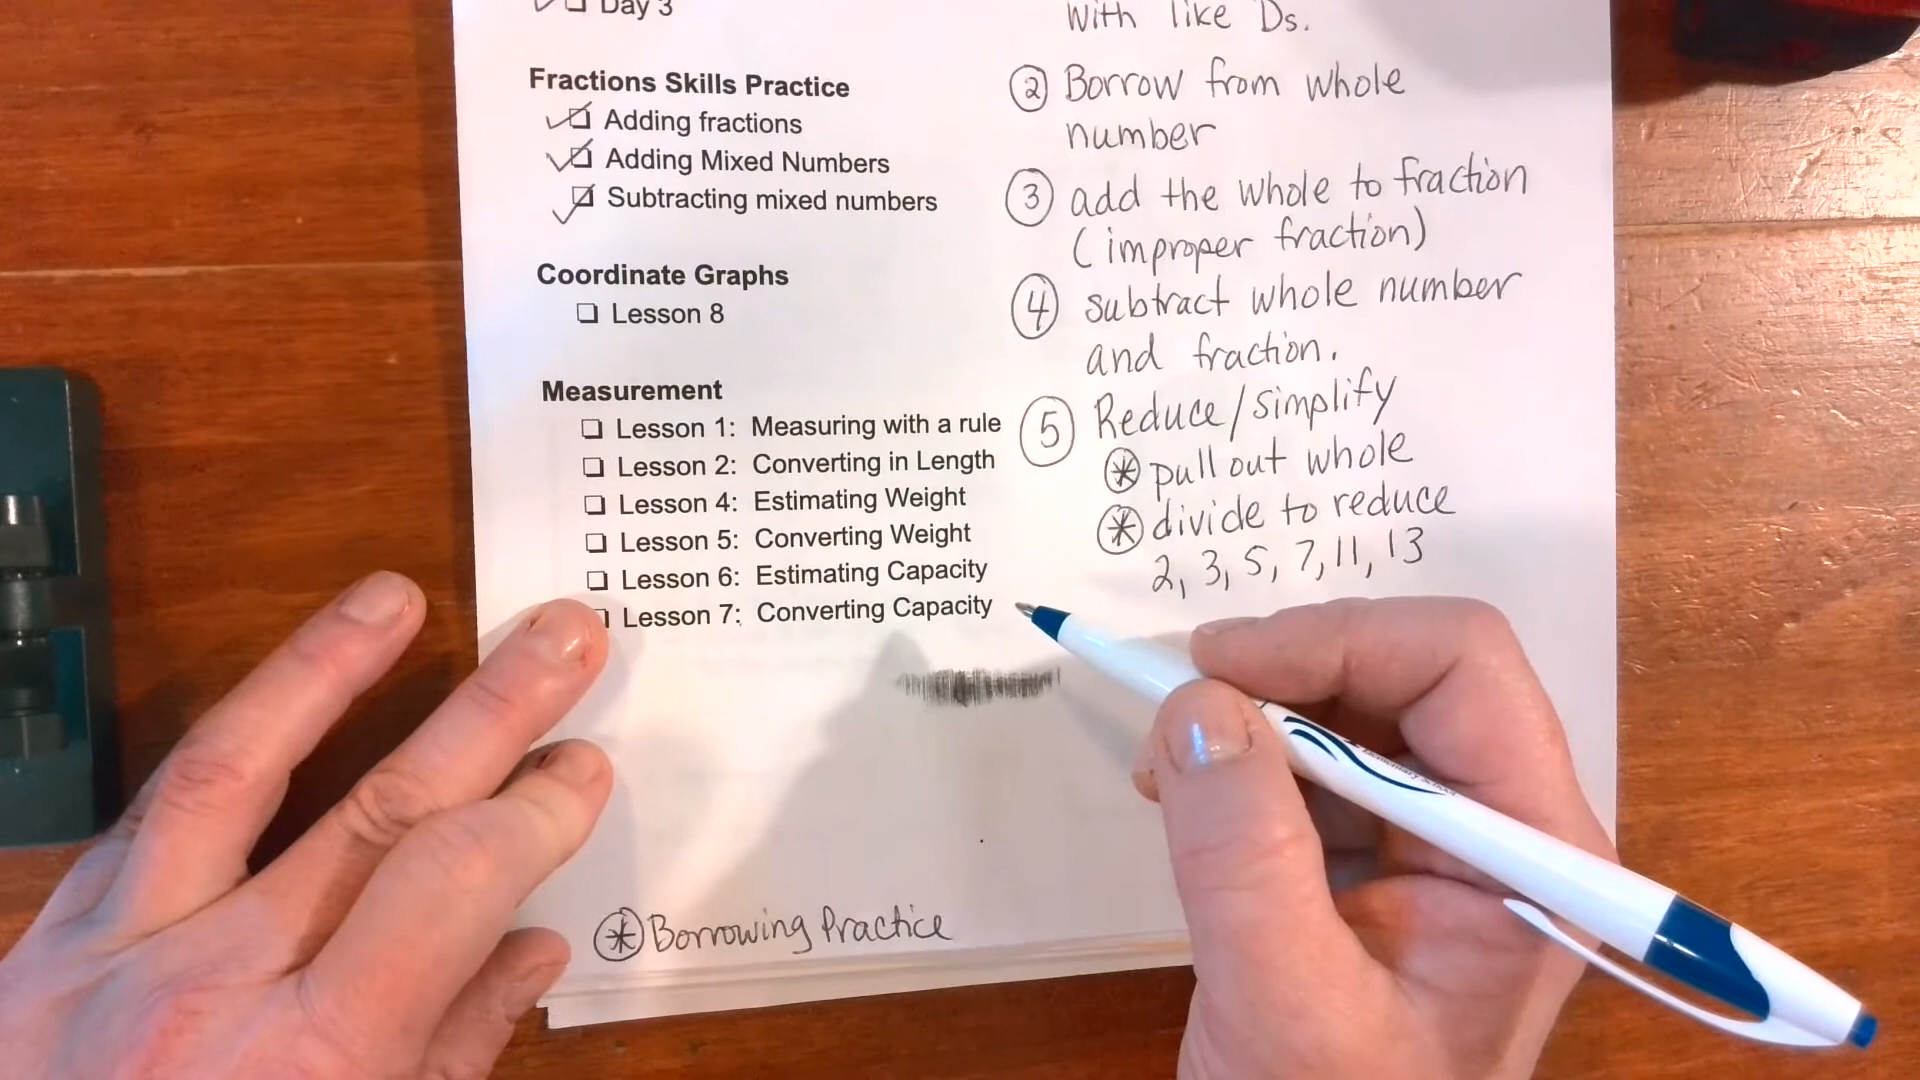 Day 3
Fractions Skills Practice
Adding fractions
Adding Mixed Numbers
Subtracting mixed numbers
Coordinate Graphs
Lesson 8
Measurement
Lesson 1: Measuring with a rule
Lesson 2: Converting in Length
Lesson 4: Estimating Weight
Lesson 5: Converting Weight
Lesson 6: Estimating Capacity
Lesson 7: Converting Capacity
with like Ds.
② Borrow from whole
number
③ add the whole to fraction
(improper fraction)
④ subtract whole number
and fraction.
⑤ Reduce/simplify
* pull out whole
* divide to reduce
2, 3, 5, 7, 11, 13
* Borrowing Practice